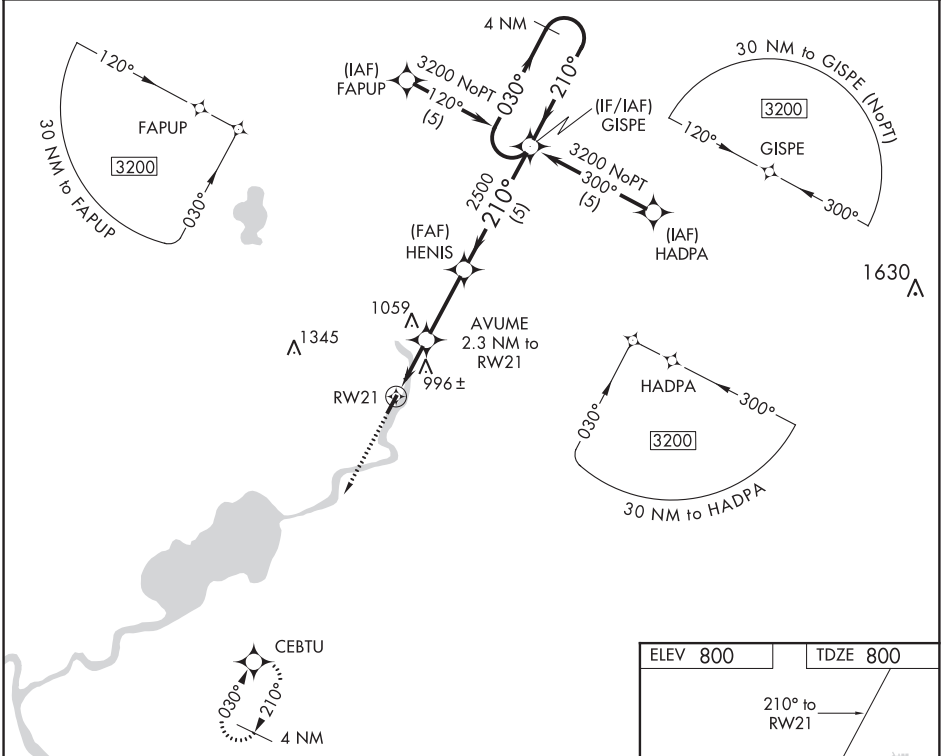 4 NM
120°
FAPUP
3200
030°
30 NM to FAPUP
(IAF)
FAPUP
3200 NoPT
120°
(5)
030°
210°
(IF/IAF)
GISPE
30 NM to GISPE (NoPT)
3200
120°
GISPE
300°
3200 NoPT
300°
(5)
(IAF)
HADPA
2500
210°
(5)
(FAF)
HENIS
1630
1059
1345
AVUME
2.3 NM to
RW21
996±
RW21
HADPA
300°
030°
3200
30 NM to HADPA
CEBTU
030°
210°
4 NM
ELEV 800
TDZE 800
210° to
RW21